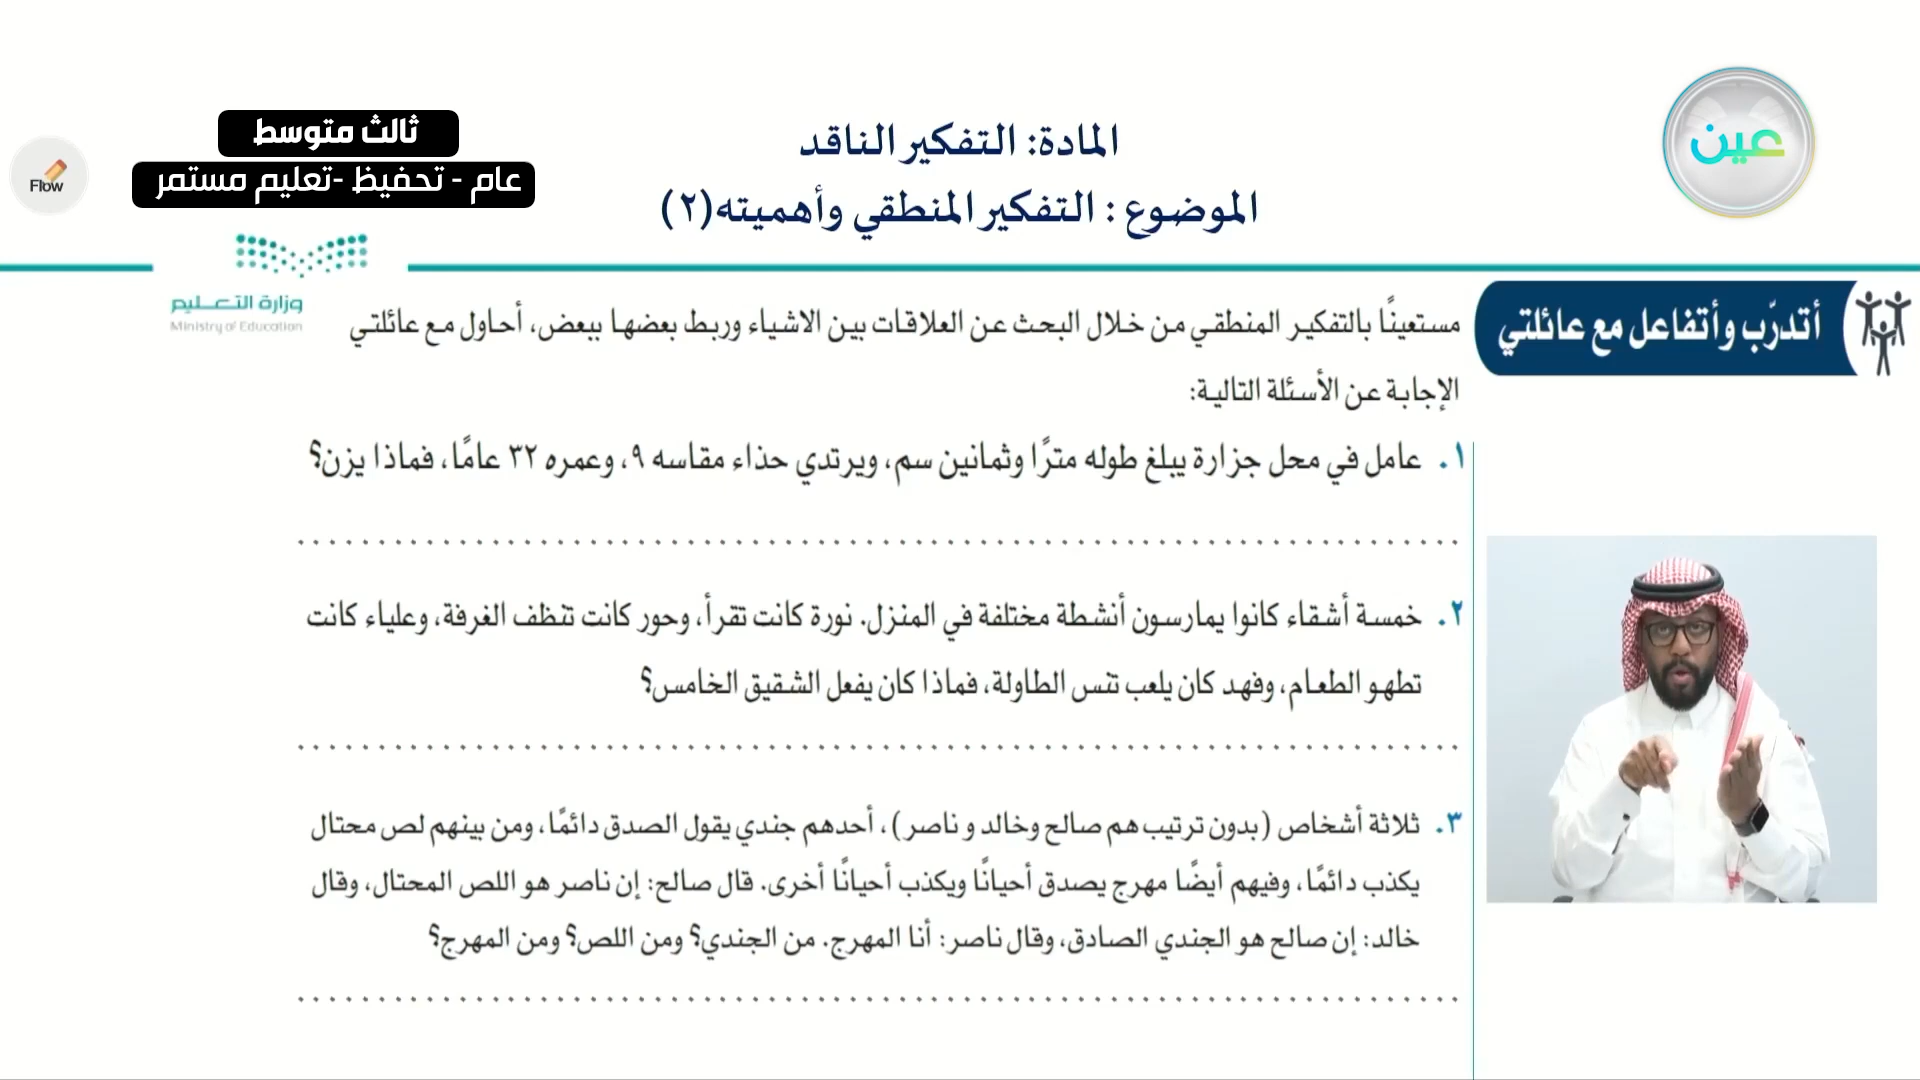 عين
المادة: التفكير الناقد
الموضوع : التفكير المنطقي وأهميته(٢)
ثالث متوسط
عام - تحفيظ -تعليم مستمر
Flow
وزارة التعليم
Ministry of Education
أتدرّب وأتفاعل مع عائلتي
مستعينًا بالتفكير المنطقي من خلال البحث عن العلاقات بين الاشياء وربط بعضها ببعض، أحاول مع عائلتي
الإجابة عن الأسئلة التالية:
١. عامل في محل جزارة يبلغ طوله مترًا وثمانين سم، ويرتدي حذاء مقاسه ٩، وعمره ٣٢ عامًا، فماذا يزن؟
٢. خمسة أشقاء كانوا يمارسون أنشطة مختلفة في المنزل. نورة كانت تقرأ، وحور كانت تنظف الغرفة، وعلياء كانت
تطهو الطعام، وفهد كان يلعب تنس الطاولة، فماذا كان يفعل الشقيق الخامس؟
٣. ثلاثة أشخاص (بدون ترتيب هم صالح وخالد و ناصر)، أحدهم جندي يقول الصدق دائمًا، ومن بينهم لص محتال
يكذب دائمًا، وفيهم أيضًا مهرج يصدق أحيانًا ويكذب أحيانًا أخرى. قال صالح: إن ناصر هو اللص المحتال، وقال
خالد: إن صالح هو الجندي الصادق، وقال ناصر: أنا المهرج. من الجندي؟ ومن اللص؟ ومن المهرج؟